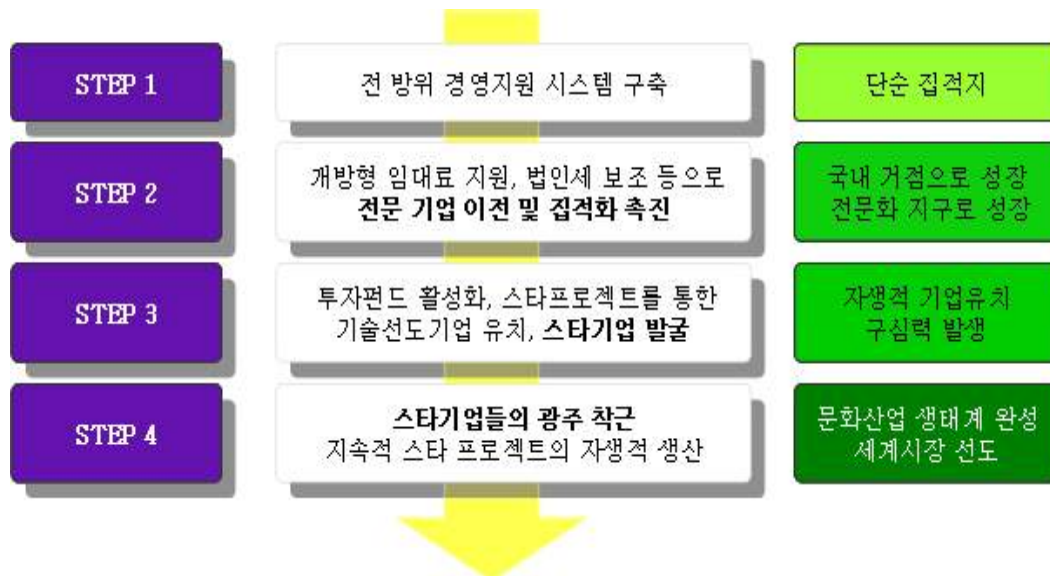 STEP 1
전 방위 경영지원 시스템 구축
단순 집적지
STEP 2
개방형 임대료 지원, 법인세 보조 등으로
전문 기업 이전 및 집적화 촉진
국내 거점으로 성장
전문화 지구로 성장
STEP 3
투자펀드 활성화, 스타프로젝트를 통한
기술선도기업 유치, 스타기업 발굴
자생적 기업유치
구심력 발생
STEP 4
스타기업들의 광주 착근
지속적 스타 프로젝트의 자생적 생산
문화산업 생태계 완성
세계시장 선도